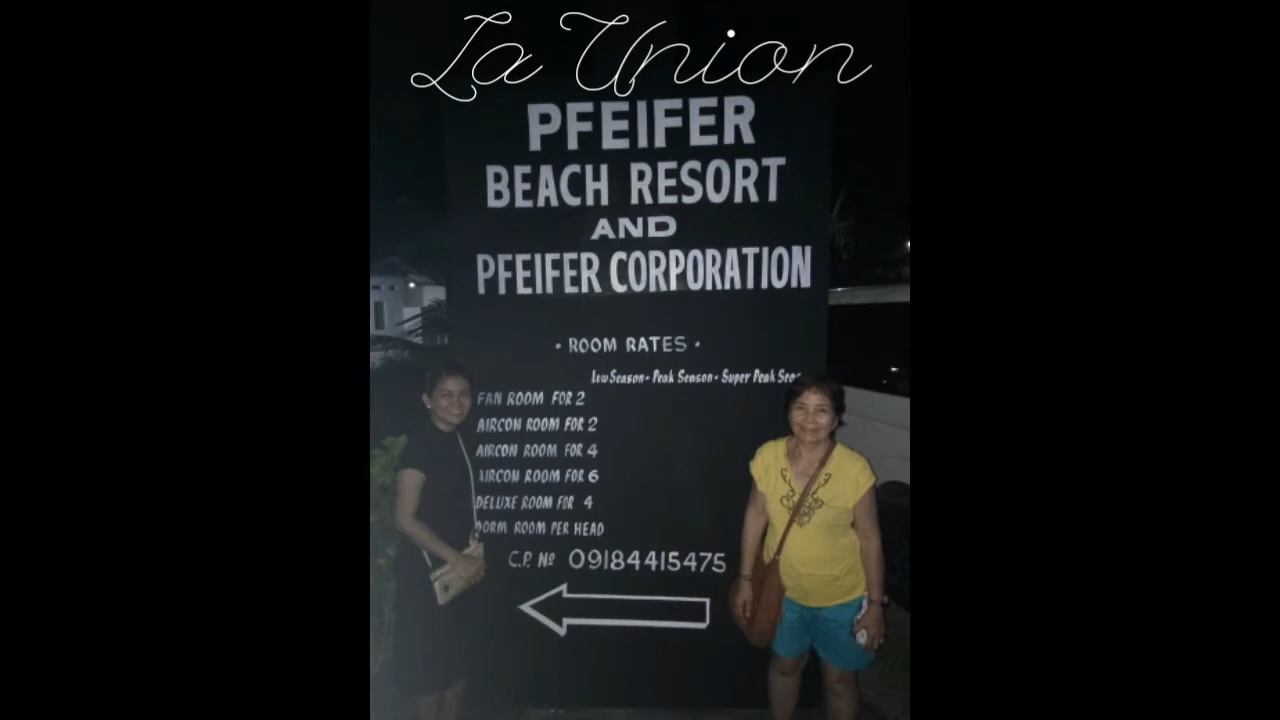 La Union
PFEIFER
BEACH RESORT
AND
PFEIFER CORPORATION
• ROOM RATES •
Low Season - Peak Season - Super Peak
FAN ROOM FOR 2
AIRCON ROOM FOR 2
AIRCON ROOM FOR 4
AIRCON ROOM FOR 6
DELUXE ROOM FOR 4
DORM ROOM PER HEAD
C.P. Nº 09184415475